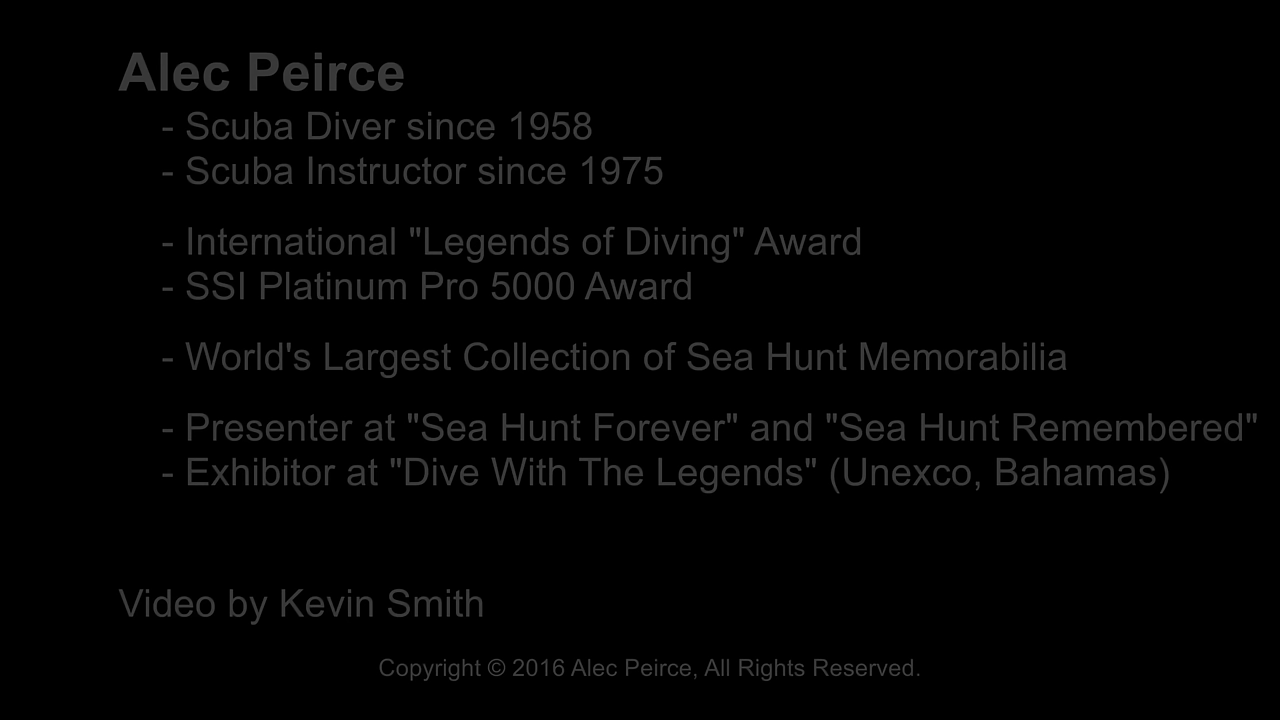 Alec Peirce
- Scuba Diver since 1958
- Scuba Instructor since 1975
- International "Legends of Diving" Award
- SSI Platinum Pro 5000 Award
- World's Largest Collection of Sea Hunt Memorabilia
- Presenter at "Sea Hunt Forever" and "Sea Hunt Remembered"
- Exhibitor at "Dive With The Legends" (Unexco, Bahamas)
Video by Kevin Smith
Copyright © 2016 Alec Peirce, All Rights Reserved.